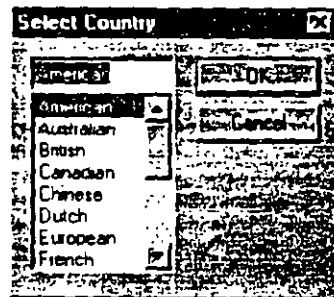 Select Country
American
OK
American
Cancel
Australian
British
Canadian
Chinese
Dutch
European
French